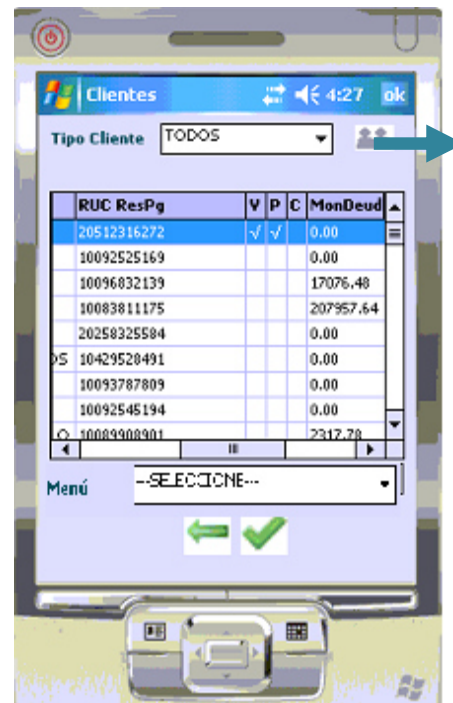 Clientes 4:27 ok
Tipo Cliente TODOS
RUC ResPg V P C MonDeud
20512316272 √ √ 0.00
10092525169 0.00
10096832139 17076.48
10083811175 207957.64
20258325584 0.00
OS 10429528491 0.00
10093787809 0.00
10092545194 0.00
O 10089908901 2317.78
Menú --SELECCIONE---